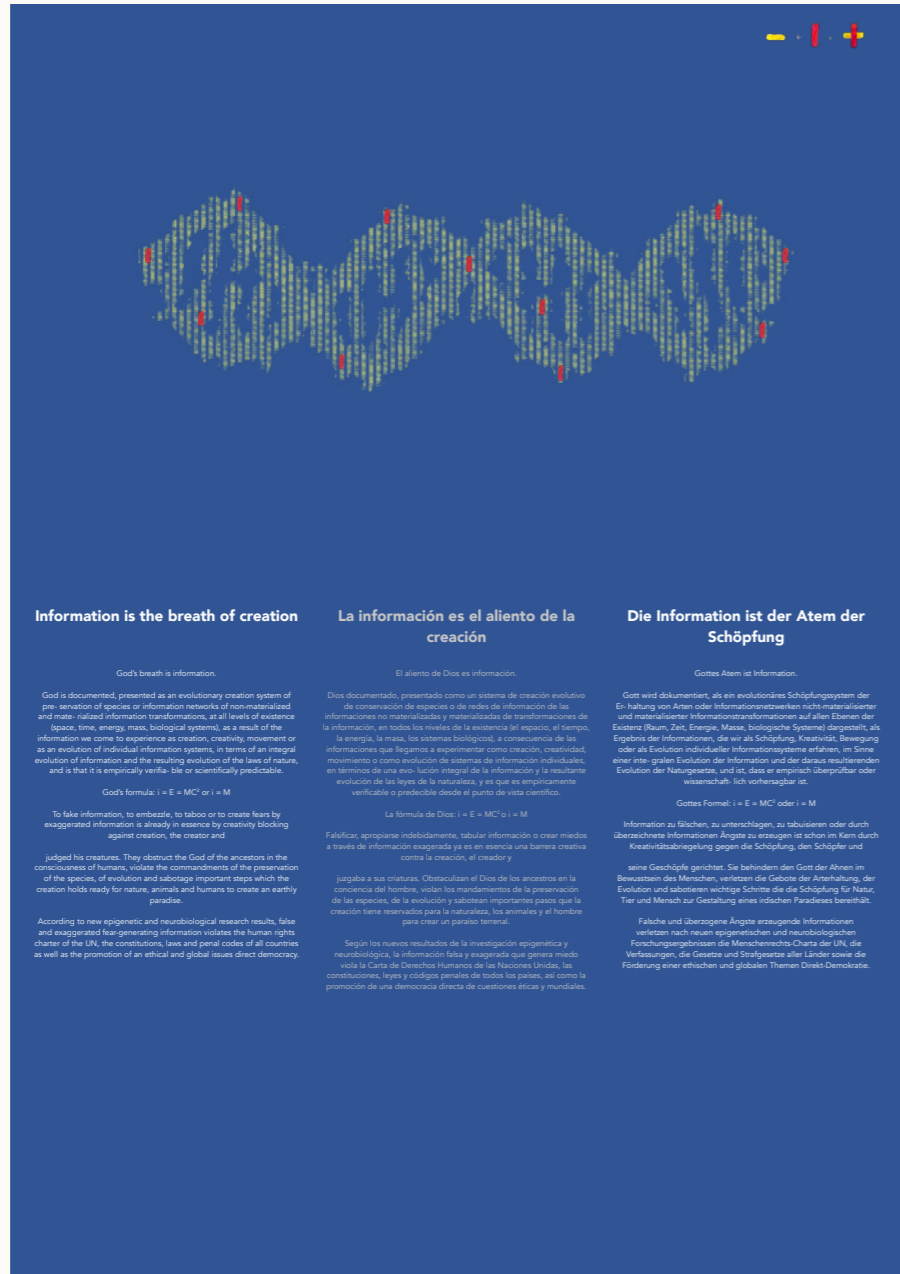 Information is the breath of creation
God's breath is information.
God is documented, presented as an evolutionary creation system of
pre- servation of species or information networks of non-materialized
and mate- rialized information transformations, at all levels of existence
(space, time, energy, mass, biological systems), as a result of the
information we come to experience as creation, creativity, movement or
as an evolution of individual information systems, in terms of an integral
evolution of information and the resulting evolution of the laws of nature,
and is that it is empirically verifia- ble or scientifically predictable.
God's formula: i = E = MC² or i = M
To fake information, to embezzle, to taboo or to create fears by
exaggerated information is already in essence by creativity blocking
against creation, the creator and
judged his creatures. They obstruct the God of the ancestors in the
consciousness of humans, violate the commandments of the preservation
of the species, of evolution and sabotage important steps which the
creation holds ready for nature, animals and humans to create an earthly
paradise.
According to new epigenetic and neurobiological research results, false
and exaggerated fear-generating information violates the human rights
charter of the UN, the constitutions, laws and penal codes of all countries
as well as the promotion of an ethical and global issues direct democracy.
La información es el aliento de la
creación
El aliento de Dios es información.
Dios documentado, presentado como un sistema de creación evolutivo
de conservación de especies o de redes de información de las
informaciones no materializadas y materializadas de transformaciones de
la información, en todos los niveles de la existencia (el espacio, el tiempo,
la energía, la masa, los sistemas biológicos), a consecuencia de las
informaciones que llegamos a experimentar como creación, creatividad,
movimiento o como evolución de sistemas de información individuales,
en términos de una evo- lución integral de la información y la resultante
evolución de las leyes de la naturaleza, y es que es empíricamente
verificable o predecible desde el punto de vista científico.
La fórmula de Dios: i = E = MC² o i = M
Falsificar, apropiarse indebidamente, tabular información o crear miedos
a través de información exagerada ya es en esencia una barrera creativa
contra la creación, el creador y
juzgaba a sus criaturas. Obstaculizan el Dios de los ancestros en la
conciencia del hombre, violan los mandamientos de la preservación
de las especies, de la evolución y sabotean importantes pasos que la
creación tiene reservados para la naturaleza, los animales y el hombre
para crear un paraíso terrenal.
Según los nuevos resultados de la investigación epigenética y
neurobiológica, la información falsa y exagerada que genera miedo
viola la Carta de Derechos Humanos de las Naciones Unidas, las
constituciones, leyes y códigos penales de todos los países, así como la
promoción de una democracia directa de cuestiones éticas y mundiales.
Die Information ist der Atem der
Schöpfung
Gottes Atem ist Information.
Gott wird dokumentiert, als ein evolutionäres Schöpfungssystem der
Er- haltung von Arten oder Informationsnetzwerken nicht-materialisierter
und materialisierter Informationstransformationen auf allen Ebenen der
Existenz (Raum, Zeit, Energie, Masse, biologische Systeme) dargestellt, als
Ergebnis der Informationen, die wir als Schöpfung, Kreativität, Bewegung
oder als Evolution individueller Informationssysteme erfahren, im Sinne
einer inte- gralen Evolution der Information und der daraus resultierenden
Evolution der Naturgesetze, und ist, dass er empirisch überprüfbar oder
wissenschaft- lich vorhersagbar ist.
Gottes Formel: i = E = MC² oder i = M
Information zu fälschen, zu unterschlagen, zu tabuisieren oder durch
überzeichnete Informationen Ängste zu erzeugen ist schon im Kern durch
Kreativitätsabriegelung gegen die Schöpfung, den Schöpfer und
seine Geschöpfe gerichtet. Sie behindern den Gott der Ahnen im
Bewusstsein des Menschen, verletzen die Gebote der Arterhaltung, der
Evolution und sabotieren wichtige Schritte die die Schöpfung für Natur,
Tier und Mensch zur Gestaltung eines irdischen Paradieses bereithält.
Falsche und überzogene Ängste erzeugende Informationen
verletzen nach neuen epigenetischen und neurobiologischen
Forschungsergebnissen die Menschenrechts-Charta der UN, die
Verfassungen, die Gesetze und Strafgesetze aller Länder sowie die
Förderung einer ethischen und globalen Themen Direkt-Demokratie.